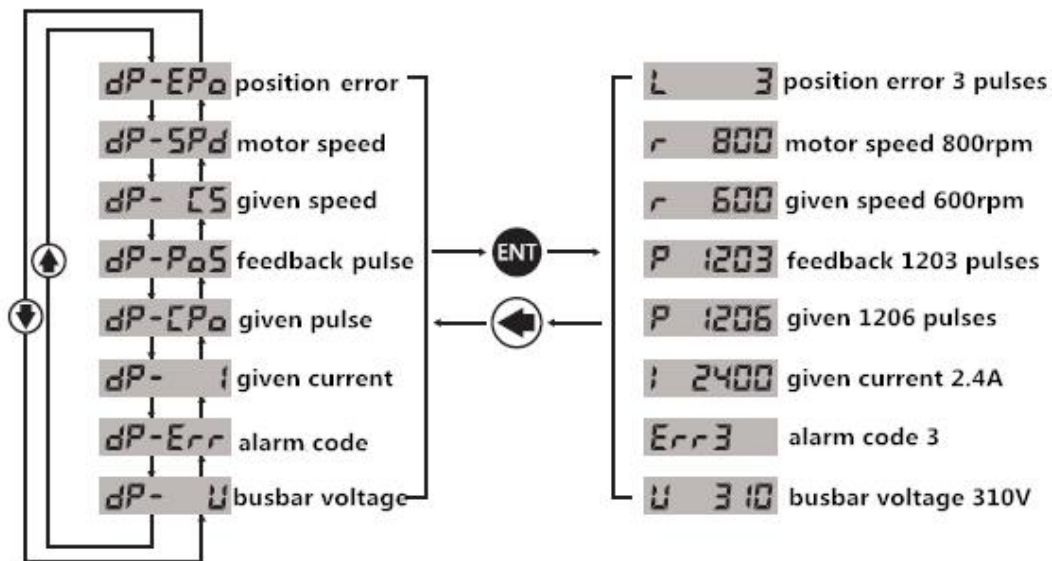 dP-EPo position error
dP-SPd motor speed
dP- CS given speed
dP-PoS feedback pulse
dP-CPo given pulse
dP- I given current
dP-Err alarm code
dP- U busbar voltage
ENT
L 3 position error 3 pulses
r 800 motor speed 800rpm
r 600 given speed 600rpm
P 1203 feedback 1203 pulses
P 1206 given 1206 pulses
I 2400 given current 2.4A
Err3 alarm code 3
U 310 busbar voltage 310V